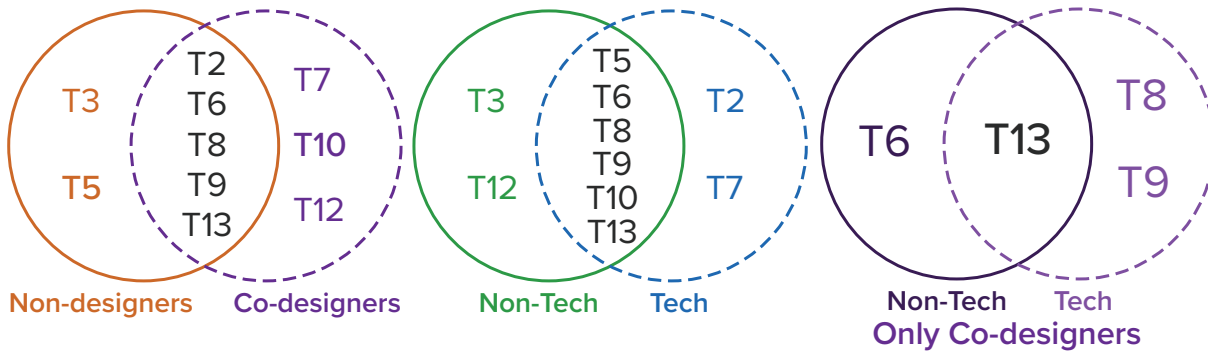 T3
T5
T2
T6
T8
T9
T13
T7
T10
T12
Non-designers
Co-designers
T3
T12
T5
T6
T8
T9
T10
T13
T2
T7
Non-Tech
Tech
T6
T13
T8
T9
Non-Tech
Tech
Only Co-designers